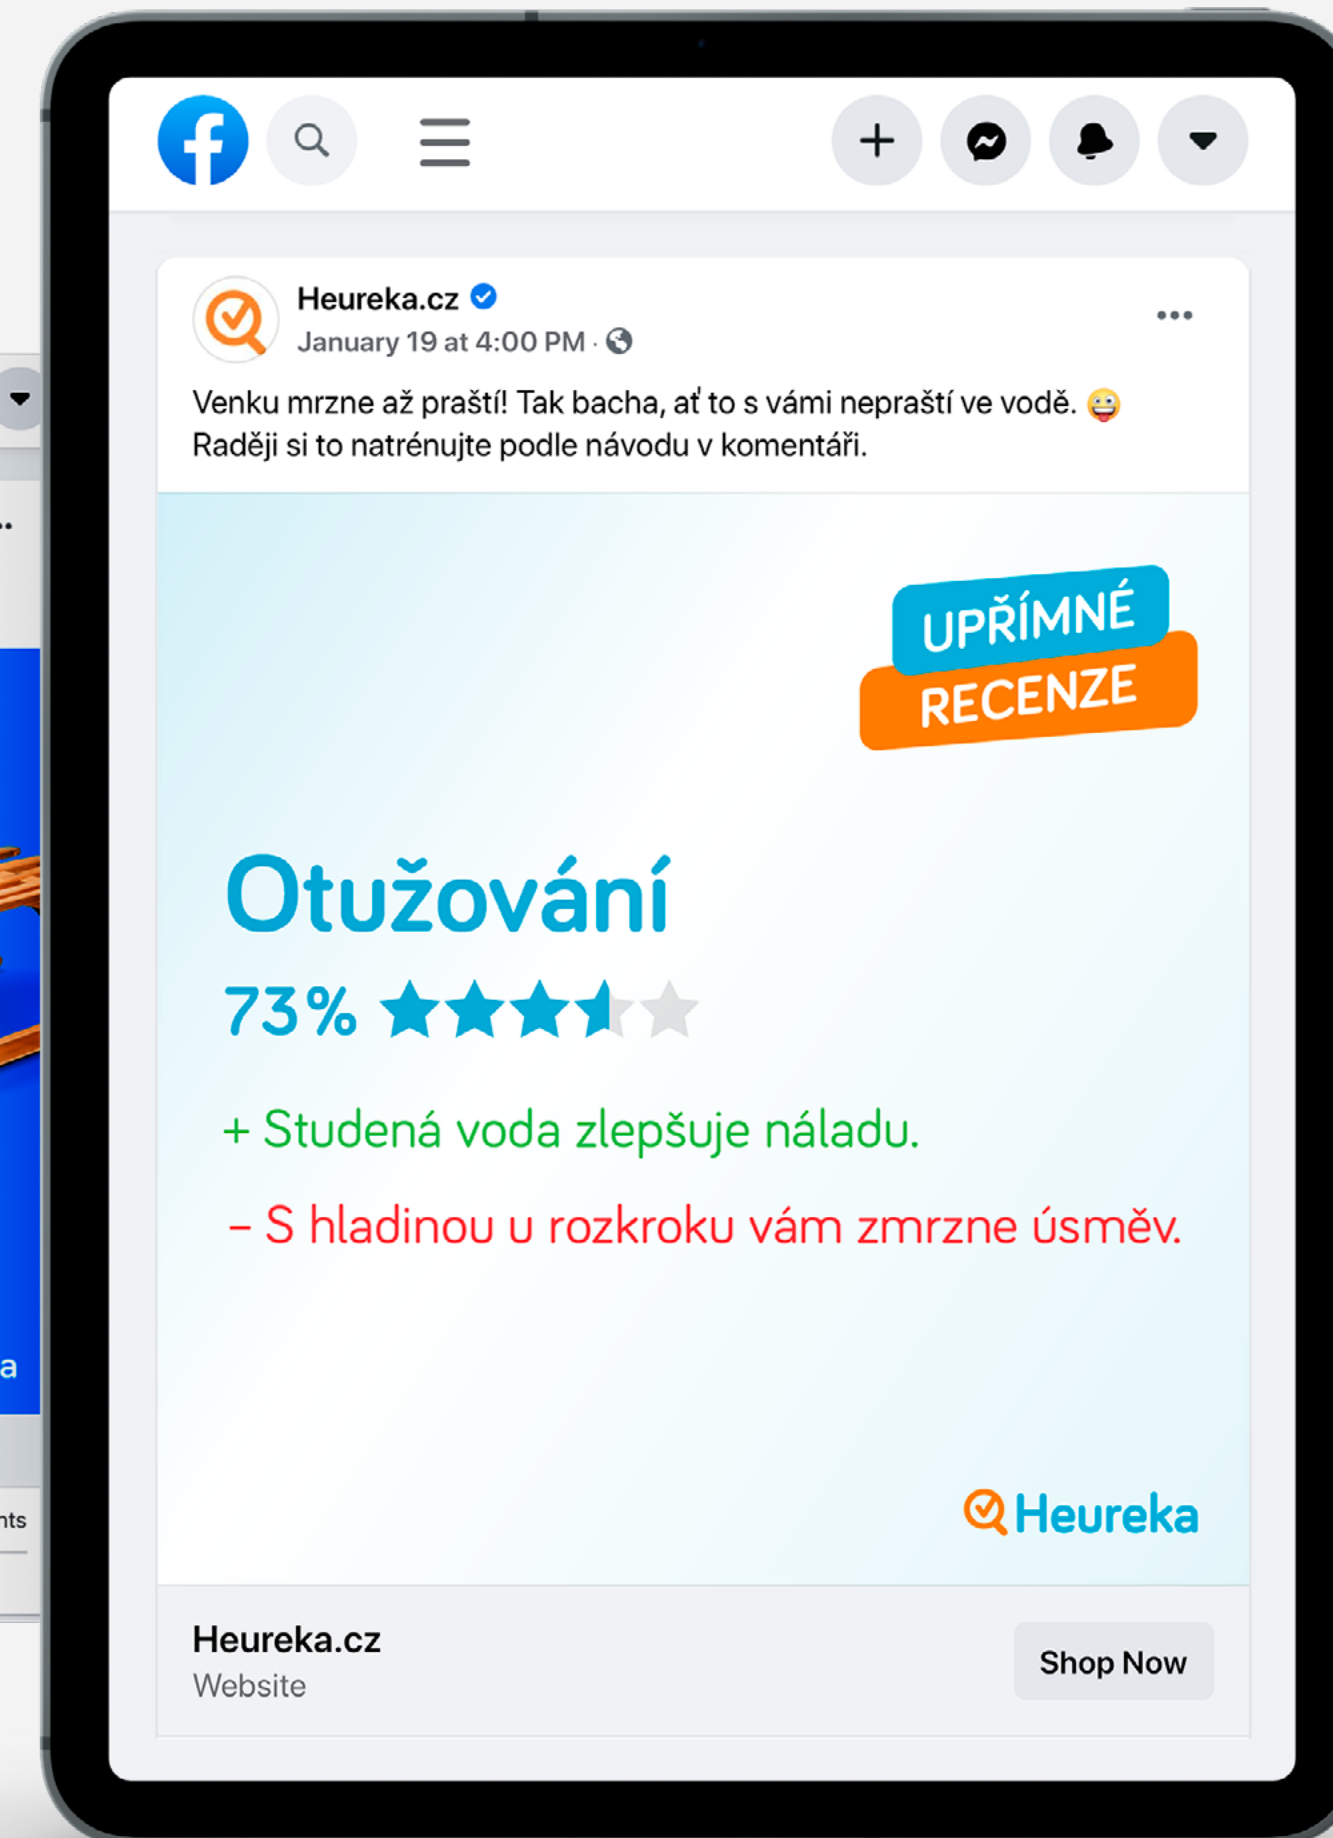 Heureka.cz
January 19 at 4:00 PM ·
Venku mrzne až praští! Tak bacha, ať to s vámi nepraští ve vodě. 😜
Raději si to natrénujte podle návodu v komentáři.
UPŘÍMNÉ
RECENZE
Otužování
73%
+ Studená voda zlepšuje náladu.
– S hladinou u rozkroku vám zmrzne úsměv.
Heureka
Heureka.cz
Website
Shop Now